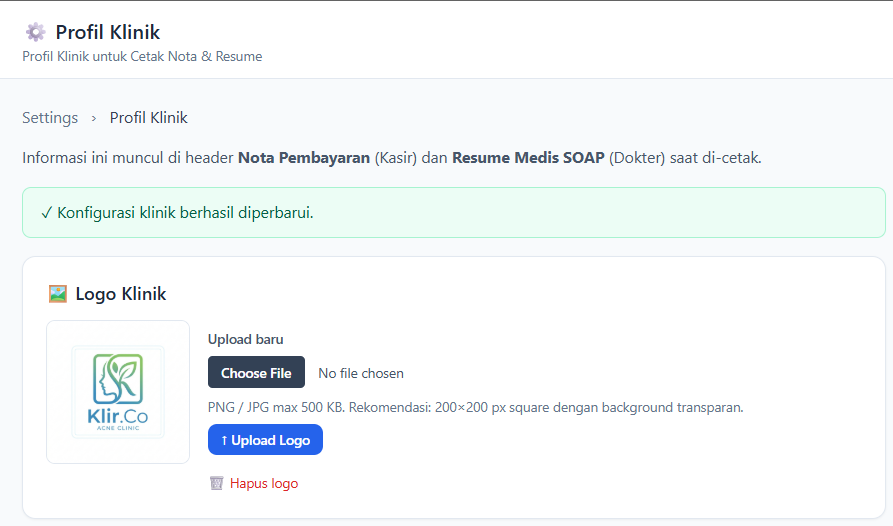 Profil Klinik
Profil Klinik untuk Cetak Nota & Resume
Settings › Profil Klinik
Informasi ini muncul di header Nota Pembayaran (Kasir) dan Resume Medis SOAP (Dokter) saat di-cetak.
✓ Konfigurasi klinik berhasil diperbarui.
Logo Klinik
Klir.Co
ACNE CLINIC
Upload baru
Choose File No file chosen
PNG / JPG max 500 KB. Rekomendasi: 200×200 px square dengan background transparan.
↑ Upload Logo
Hapus logo